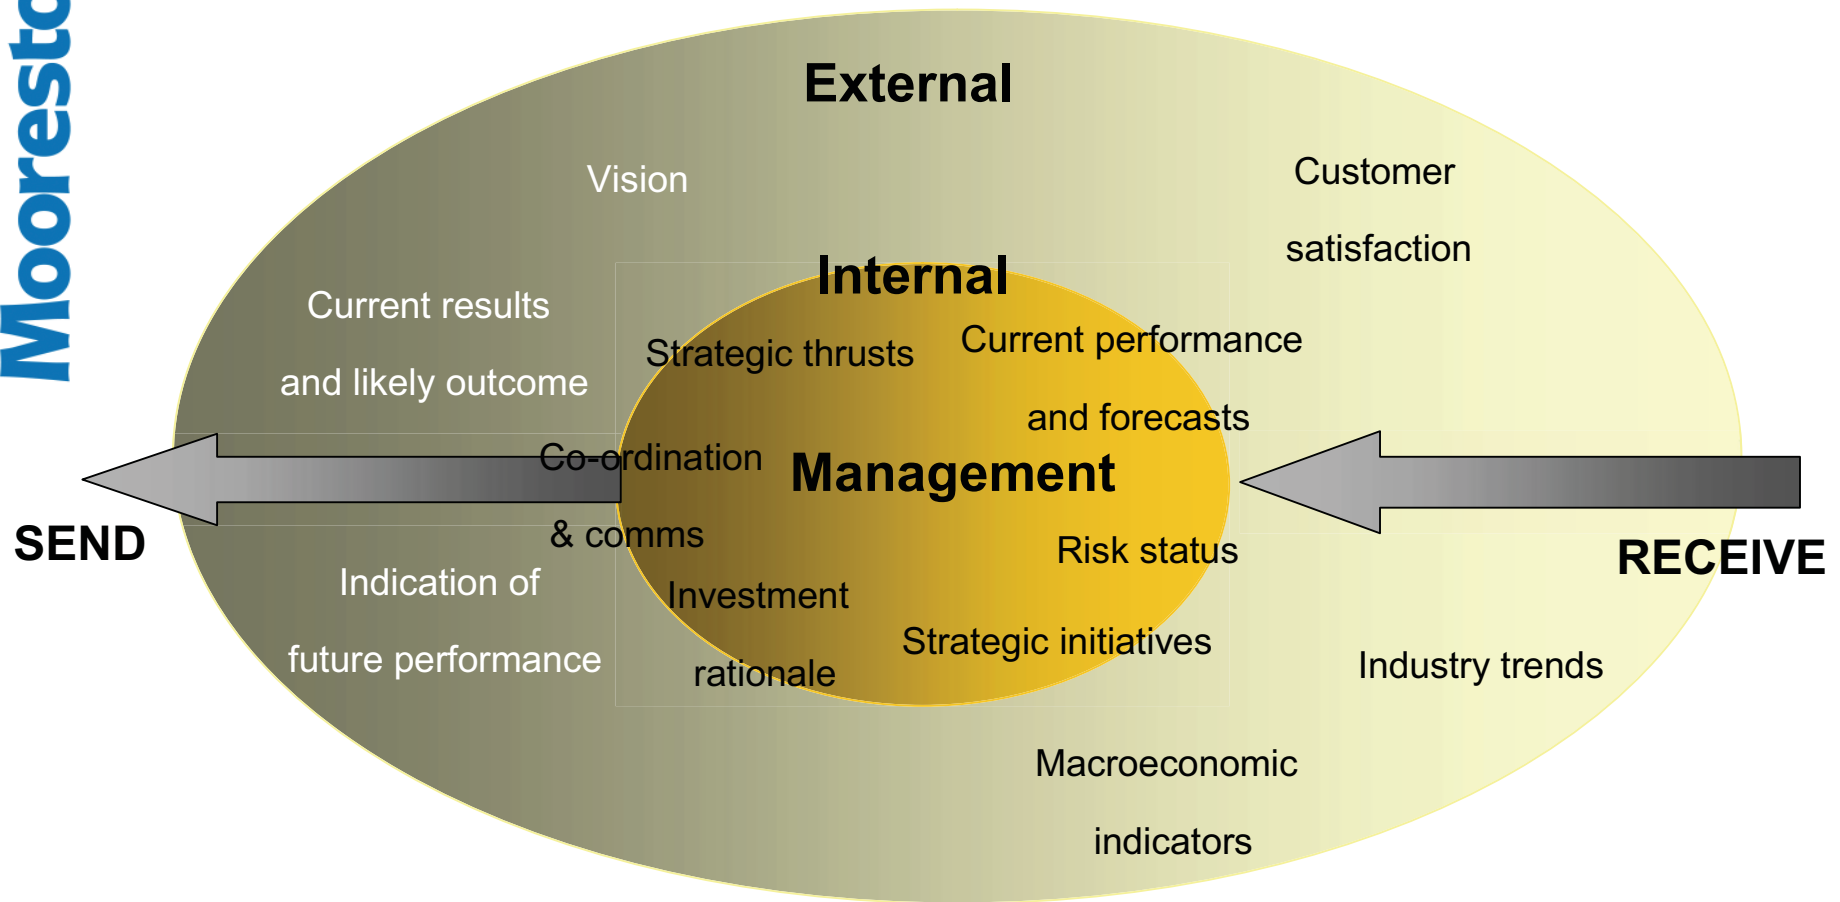 External
Vision
Customer
satisfaction
Internal
Current results
and likely outcome
Strategic thrusts
Current performance
and forecasts
Co-ordination
& comms
Management
SEND
RECEIVE
Risk status
Indication of
future performance
Investment
rationale
Strategic initiatives
Industry trends
Macroeconomic
indicators